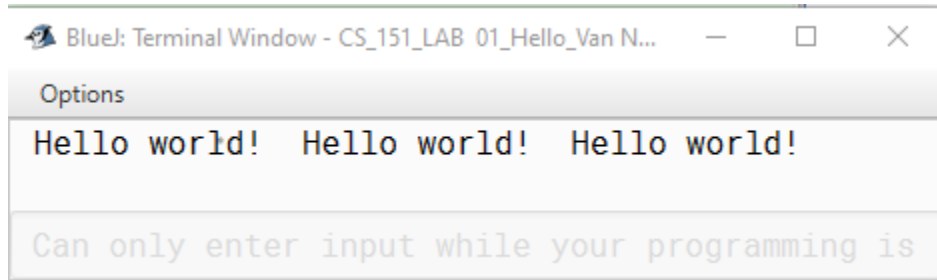 BlueJ: Terminal Window - CS_151_LAB 01_Hello_Van N...
Options
Hello world!  Hello world!  Hello world!
Can only enter input while your programming is